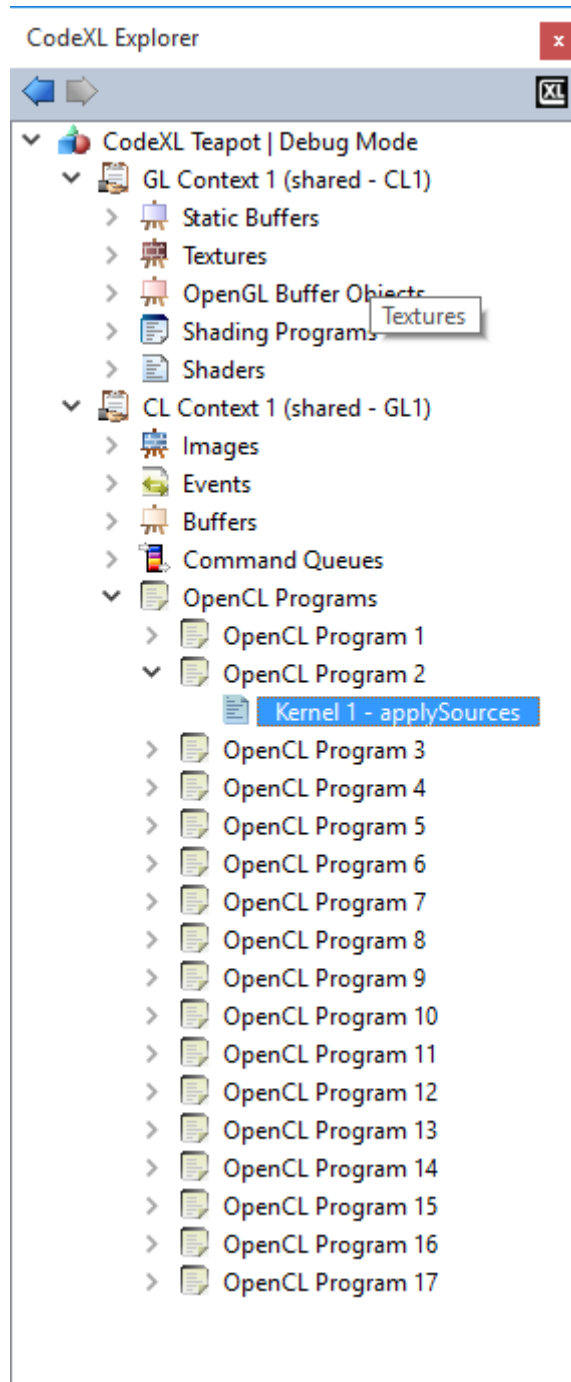 CodeXL Explorer
x
XL
CodeXL Teapot | Debug Mode
GL Context 1 (shared - CL1)
Static Buffers
Textures
OpenGL Buffer Objects
Textures
Shading Programs
Shaders
CL Context 1 (shared - GL1)
Images
Events
Buffers
Command Queues
OpenCL Programs
OpenCL Program 1
OpenCL Program 2
Kernel 1 - applySources
OpenCL Program 3
OpenCL Program 4
OpenCL Program 5
OpenCL Program 6
OpenCL Program 7
OpenCL Program 8
OpenCL Program 9
OpenCL Program 10
OpenCL Program 11
OpenCL Program 12
OpenCL Program 13
OpenCL Program 14
OpenCL Program 15
OpenCL Program 16
OpenCL Program 17